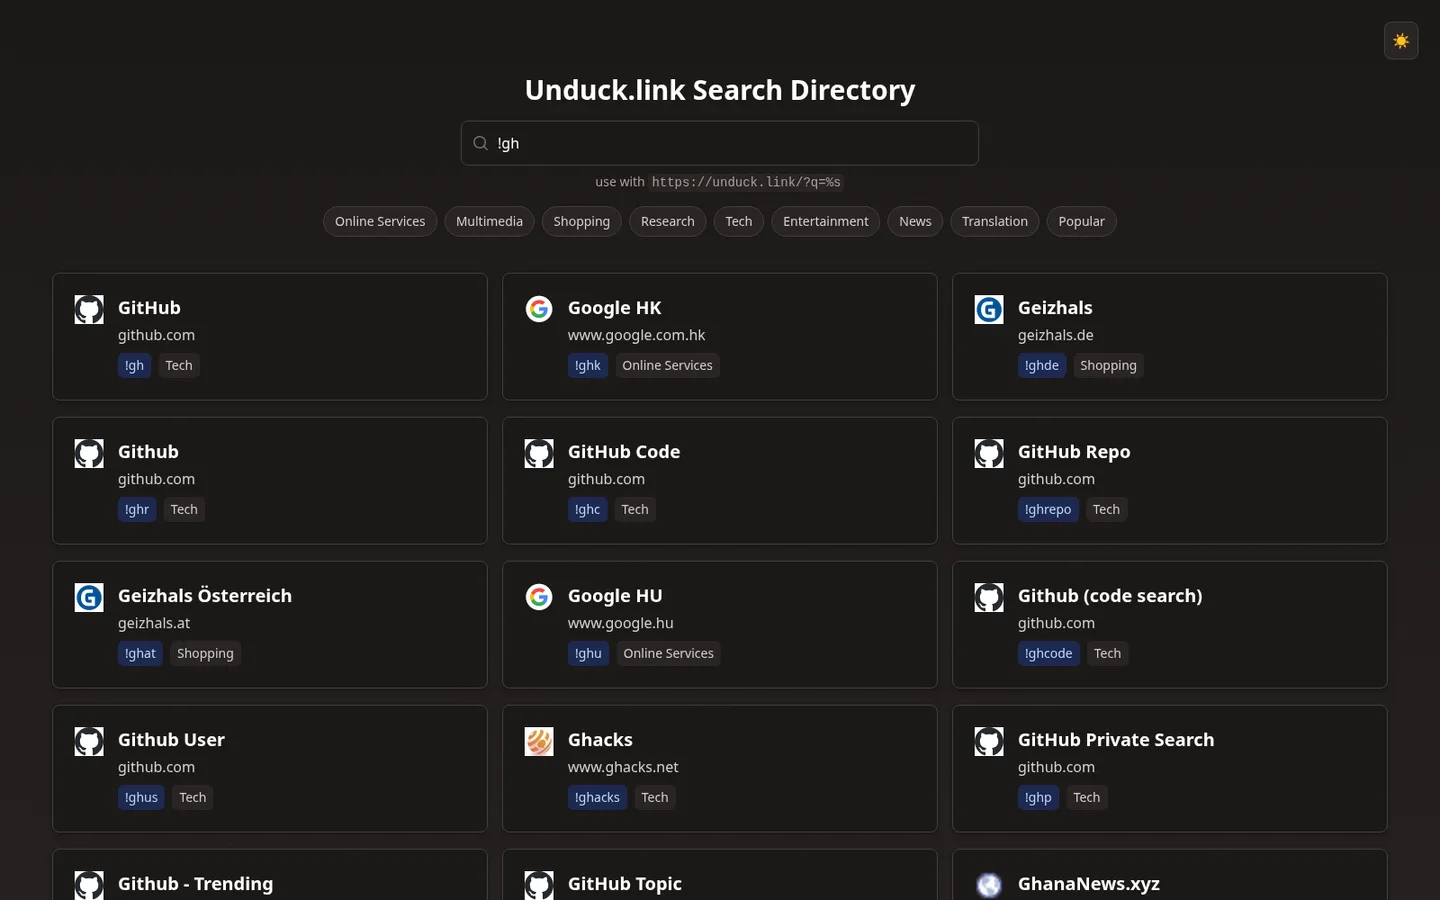 Unduck.link Search Directory
!gh
use with https://unduck.link/?q=%s
Online Services Multimedia Shopping Research Tech Entertainment News Translation Popular
GitHub
github.com
!gh Tech
Google HK
www.google.com.hk
!ghk Online Services
Geizhals
geizhals.de
!ghde Shopping
Github
github.com
!ghr Tech
GitHub Code
github.com
!ghc Tech
GitHub Repo
github.com
!ghrepo Tech
Geizhals Österreich
geizhals.at
!ghat Shopping
Google HU
www.google.hu
!ghu Online Services
Github (code search)
github.com
!ghcode Tech
Github User
github.com
!ghus Tech
Ghacks
www.ghacks.net
!ghacks Tech
GitHub Private Search
github.com
!ghp Tech
Github - Trending
GitHub Topic
GhanaNews.xyz